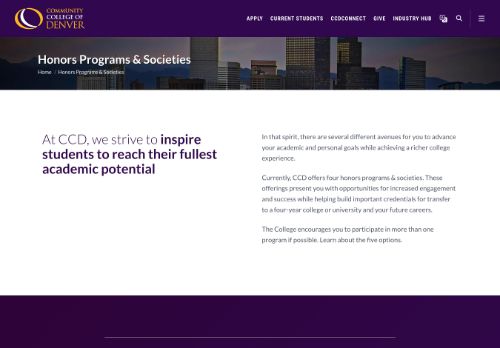 COMMUNITY
COLLEGE OF
DENVER
APPLY CURRENT STUDENTS CCDCONNECT GIVE INDUSTRY HUB
Honors Programs & Societies
Home / Honors Programs & Societies
At CCD, we strive to inspire
students to reach their fullest
academic potential
In that spirit, there are several different avenues for you to advance
your academic and personal goals while achieving a richer college
experience.
Currently, CCD offers four honors programs & societies. These
offerings present you with opportunities for increased engagement
and success while helping build important credentials for transfer
to a four-year college or university and your future careers.
The College encourages you to participate in more than one
program if possible. Learn about the five options.